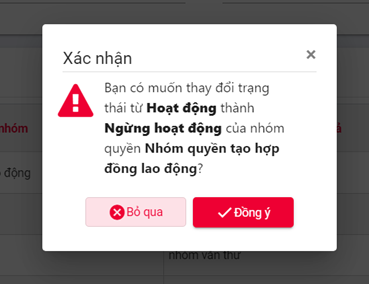 Xác nhận
Bạn có muốn thay đổi trạng
thái từ Hoạt động thành
Ngừng hoạt động của nhóm
quyền Nhóm quyền tạo hợp
đồng lao động?
Bỏ qua
Đồng ý
nhóm
động
nhóm văn thư